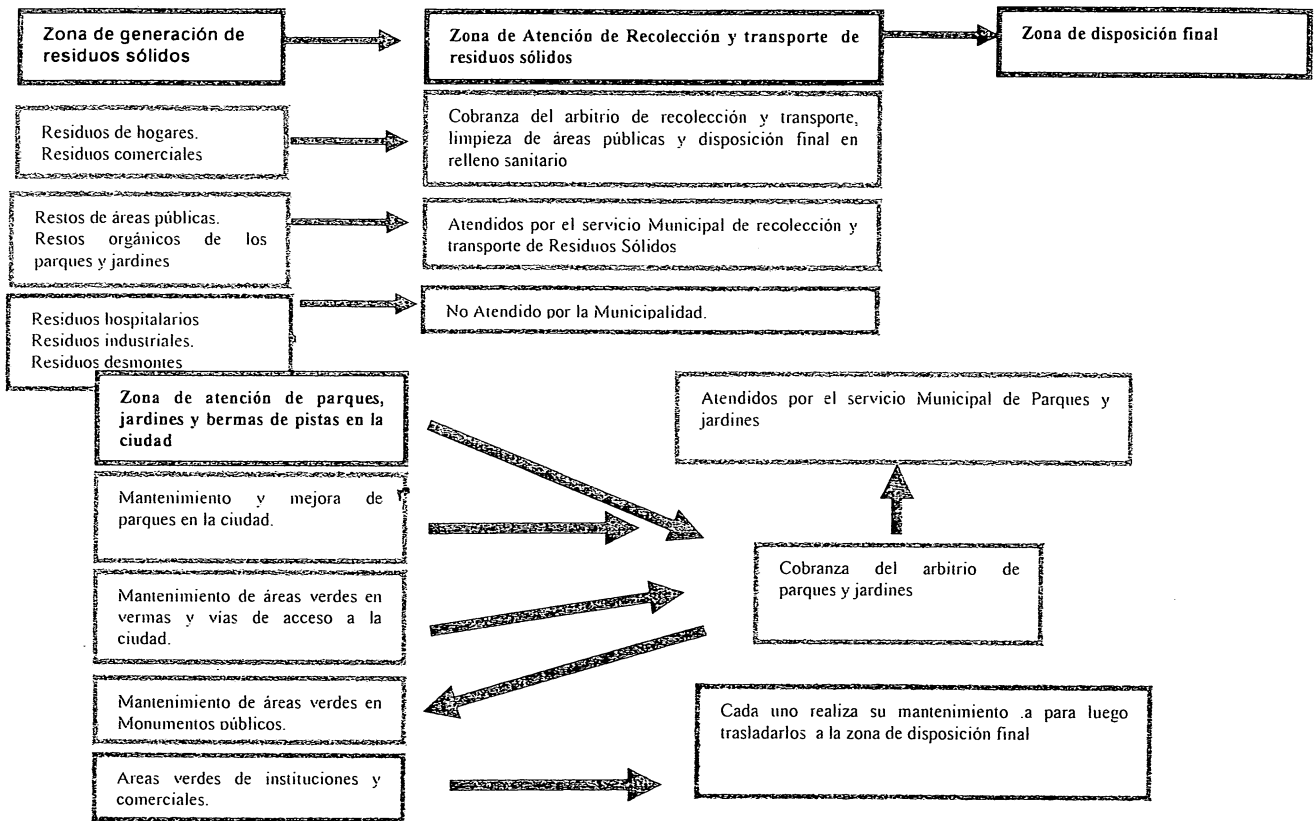 Zona de generación de
residuos sólidos
Zona de Atención de Recolección y transporte de
residuos sólidos
Zona de disposición final
Residuos de hogares.
Residuos comerciales
Cobranza del arbitrio de recolección y transporte,
limpieza de áreas públicas y disposición final en
relleno sanitario
Restos de áreas públicas.
Restos orgánicos de los
parques y jardines
Atendidos por el servicio Municipal de recolección y
transporte de Residuos Sólidos
Residuos hospitalarios
Residuos industriales.
Residuos desmontes
No Atendido por la Municipalidad.
Zona de atención de parques,
jardines y bermas de pistas en la
ciudad
Atendidos por el servicio Municipal de Parques y
jardines
Mantenimiento y mejora de
parques en la ciudad.
Cobranza del arbitrio de
parques y jardines
Mantenimiento de áreas verdes en
vermas y vías de acceso a la
ciudad.
Mantenimiento de áreas verdes en
Monumentos públicos.
Cada uno realiza su mantenimiento .a para luego
trasladarlos a la zona de disposición final
Areas verdes de instituciones y
comerciales.